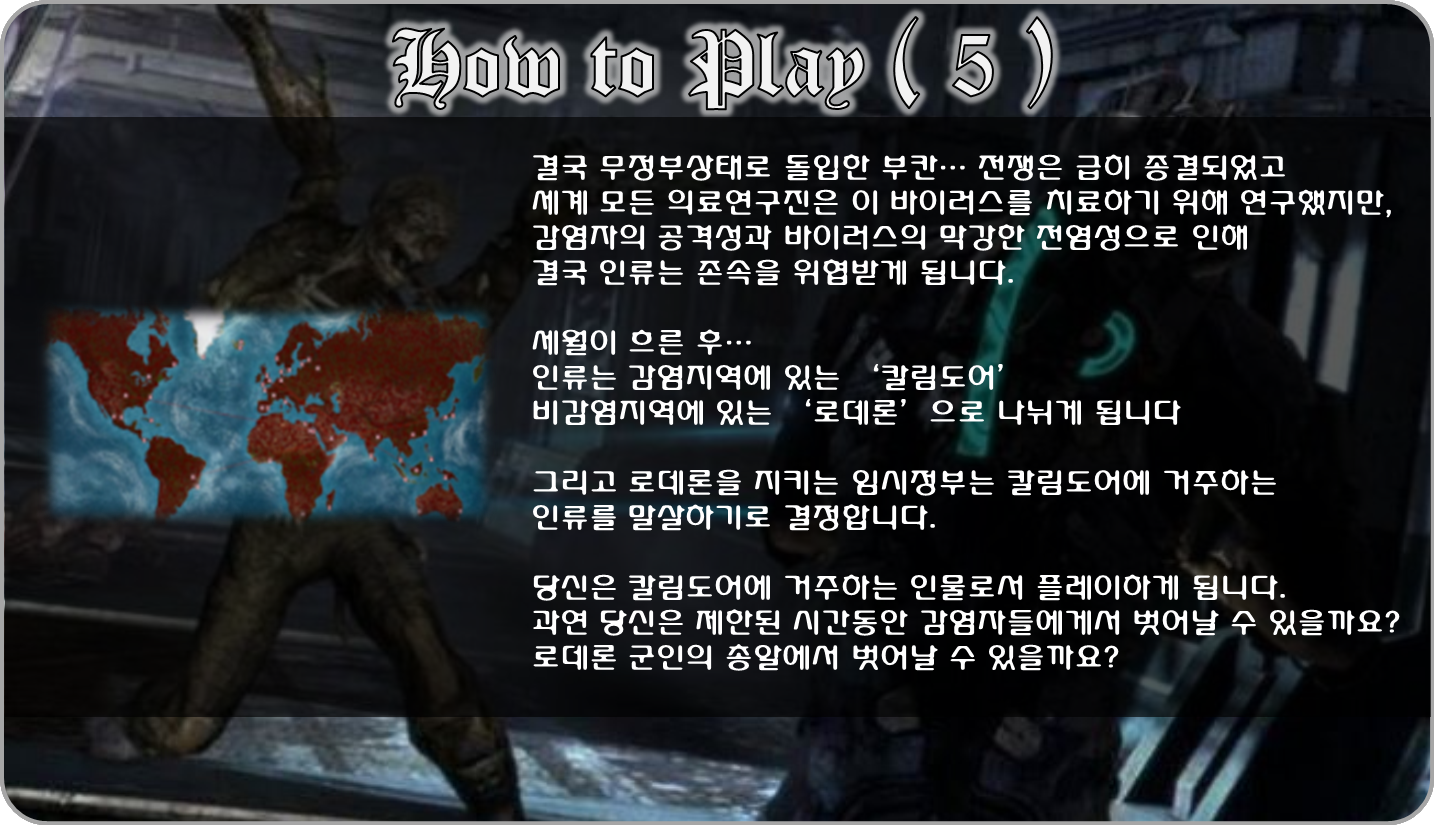 How to Play ( 5 )
결국 무정부상태로 돌입한 부칸… 전쟁은 급히 종결되었고
세계 모든 의료연구진은 이 바이러스를 치료하기 위해 연구했지만,
감염자의 공격성과 바이러스의 막강한 전염성으로 인해
결국 인류는 존속을 위협받게 됩니다.
세월이 흐른 후…
인류는 감염지역에 있는 ‘칼림도어’
비감염지역에 있는 ‘로데론’ 으로 나뉘게 됩니다
그리고 로데론을 지키는 임시정부는 칼림도어에 거주하는
인류를 말살하기로 결정합니다.
당신은 칼림도어에 거주하는 인물로서 플레이하게 됩니다.
과연 당신은 제한된 시간동안 감염자들에게서 벗어날 수 있을까요?
로데론 군인의 총알에서 벗어날 수 있을까요?